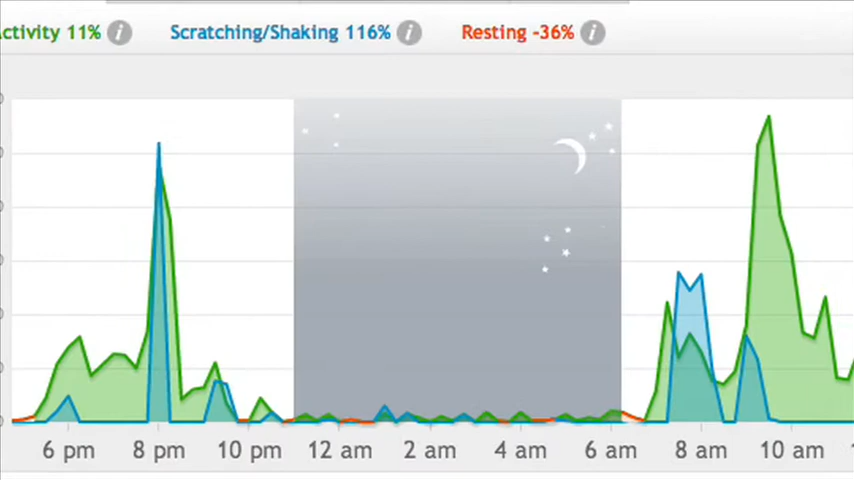 ctivity 11% i Scratching/Shaking 116% i Resting -36% i
6 pm 8 pm 10 pm 12 am 2 am 4 am 6 am 8 am 10 am